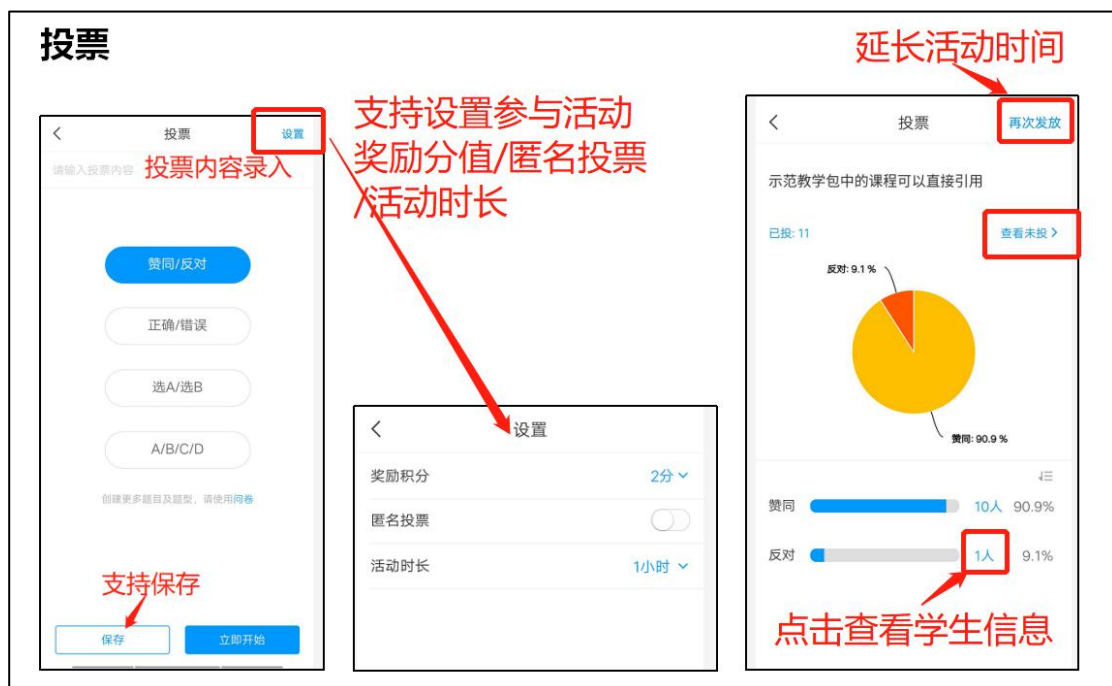 投票
延长活动时间
支持设置参与活动
奖励分值/匿名投票
/活动时长
投票
设置
请输入投票内容
投票内容录入
赞同/反对
正确/错误
选A/选B
A/B/C/D
创建更多题目及题型，请使用问卷
支持保存
保存
立即开始
设置
奖励积分
2分
匿名投票
活动时长
1小时
投票
再次发放
示范教学包中的课程可以直接引用
已投: 11
查看未投
反对: 9.1 %
赞同: 90.9 %
赞同
10人 90.9%
反对
1人 9.1%
点击查看学生信息